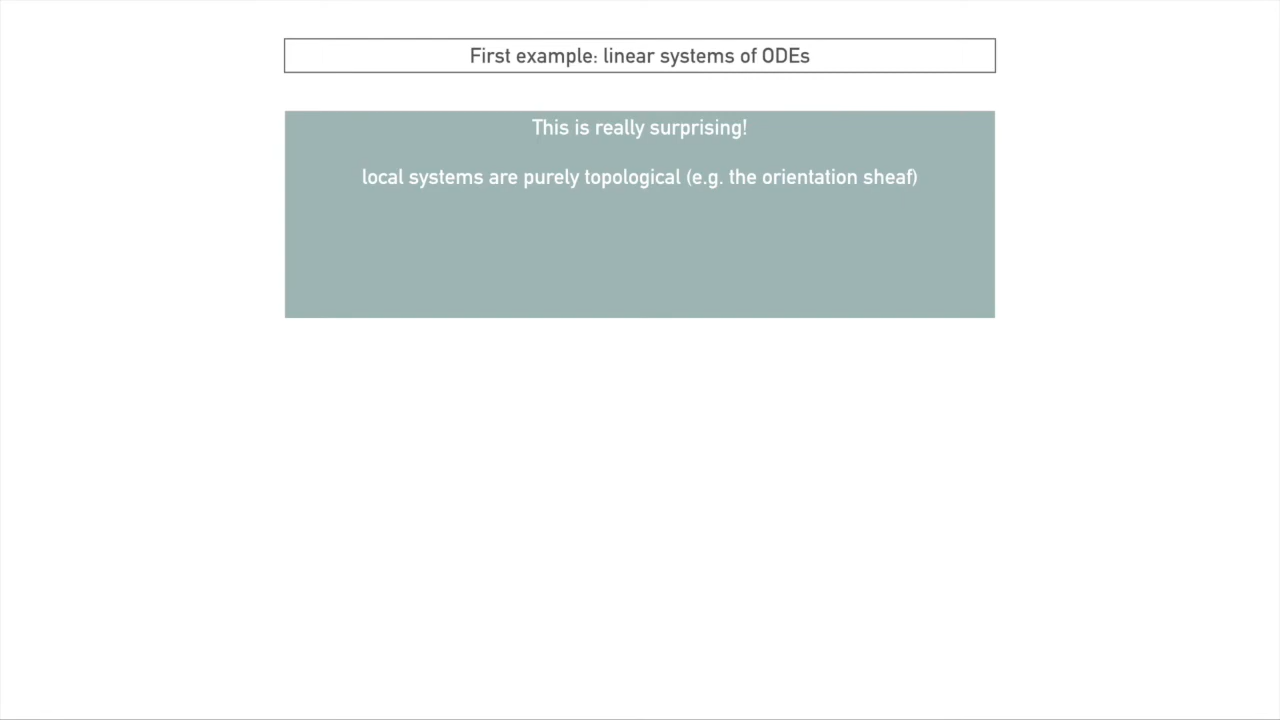 First example: linear systems of ODEs
This is really surprising!
local systems are purely topological (e.g. the orientation sheaf)